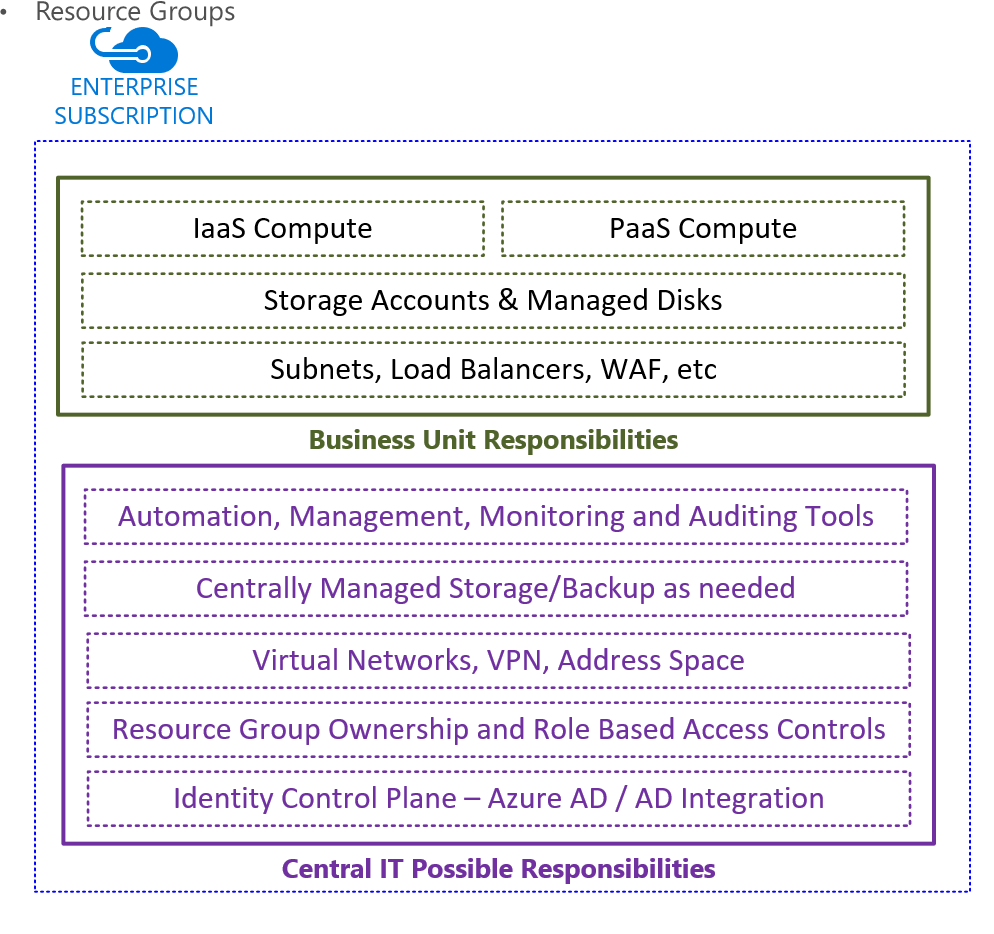 • Resource Groups
ENTERPRISE
SUBSCRIPTION
IaaS Compute
PaaS Compute
Storage Accounts & Managed Disks
Subnets, Load Balancers, WAF, etc
Business Unit Responsibilities
Automation, Management, Monitoring and Auditing Tools
Centrally Managed Storage/Backup as needed
Virtual Networks, VPN, Address Space
Resource Group Ownership and Role Based Access Controls
Identity Control Plane – Azure AD / AD Integration
Central IT Possible Responsibilities